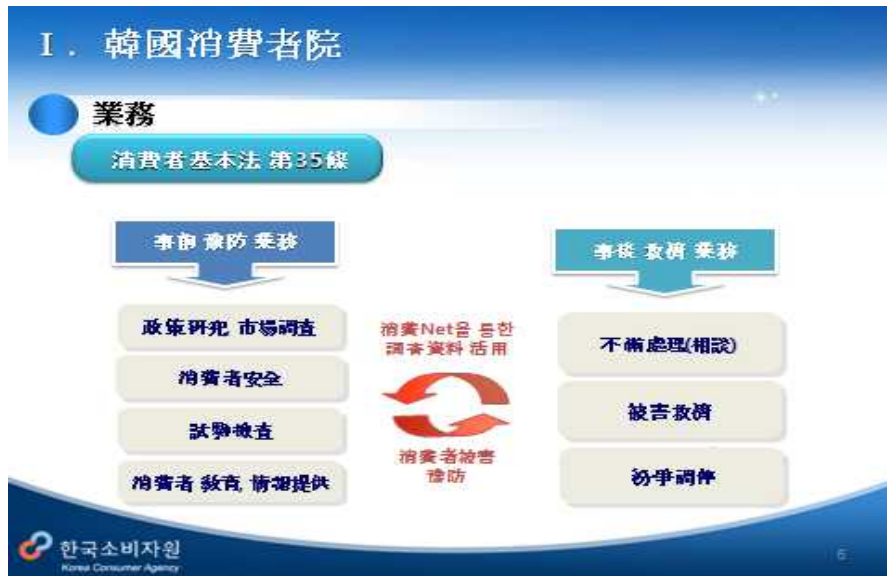 I. 韓國消費者院
業務
消費者基本法 第35條
事前 豫防 業務
政策研究 市場調査
消費者安全
試驗檢査
消費者 敎育, 情報提供
消費Net을 통한
調査資料 活用
消費者被害
豫防
事後 救濟 業務
不滿處理(相談)
被害救濟
紛爭調停
한국소비자원
Korea Consumer Agency
6